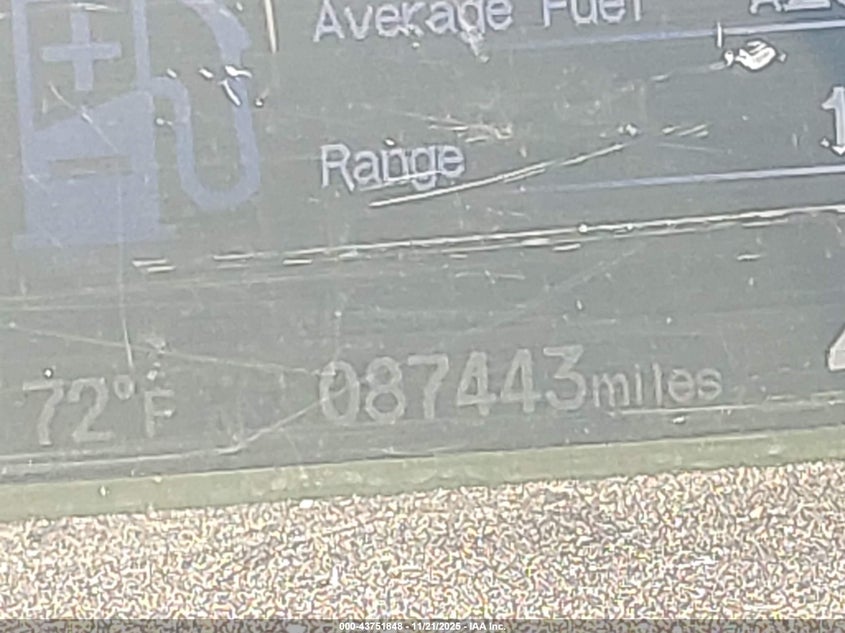 Average Fuel
Range
72°F 087443miles
000-43751848 - 11/21/2025 - IAA Inc.